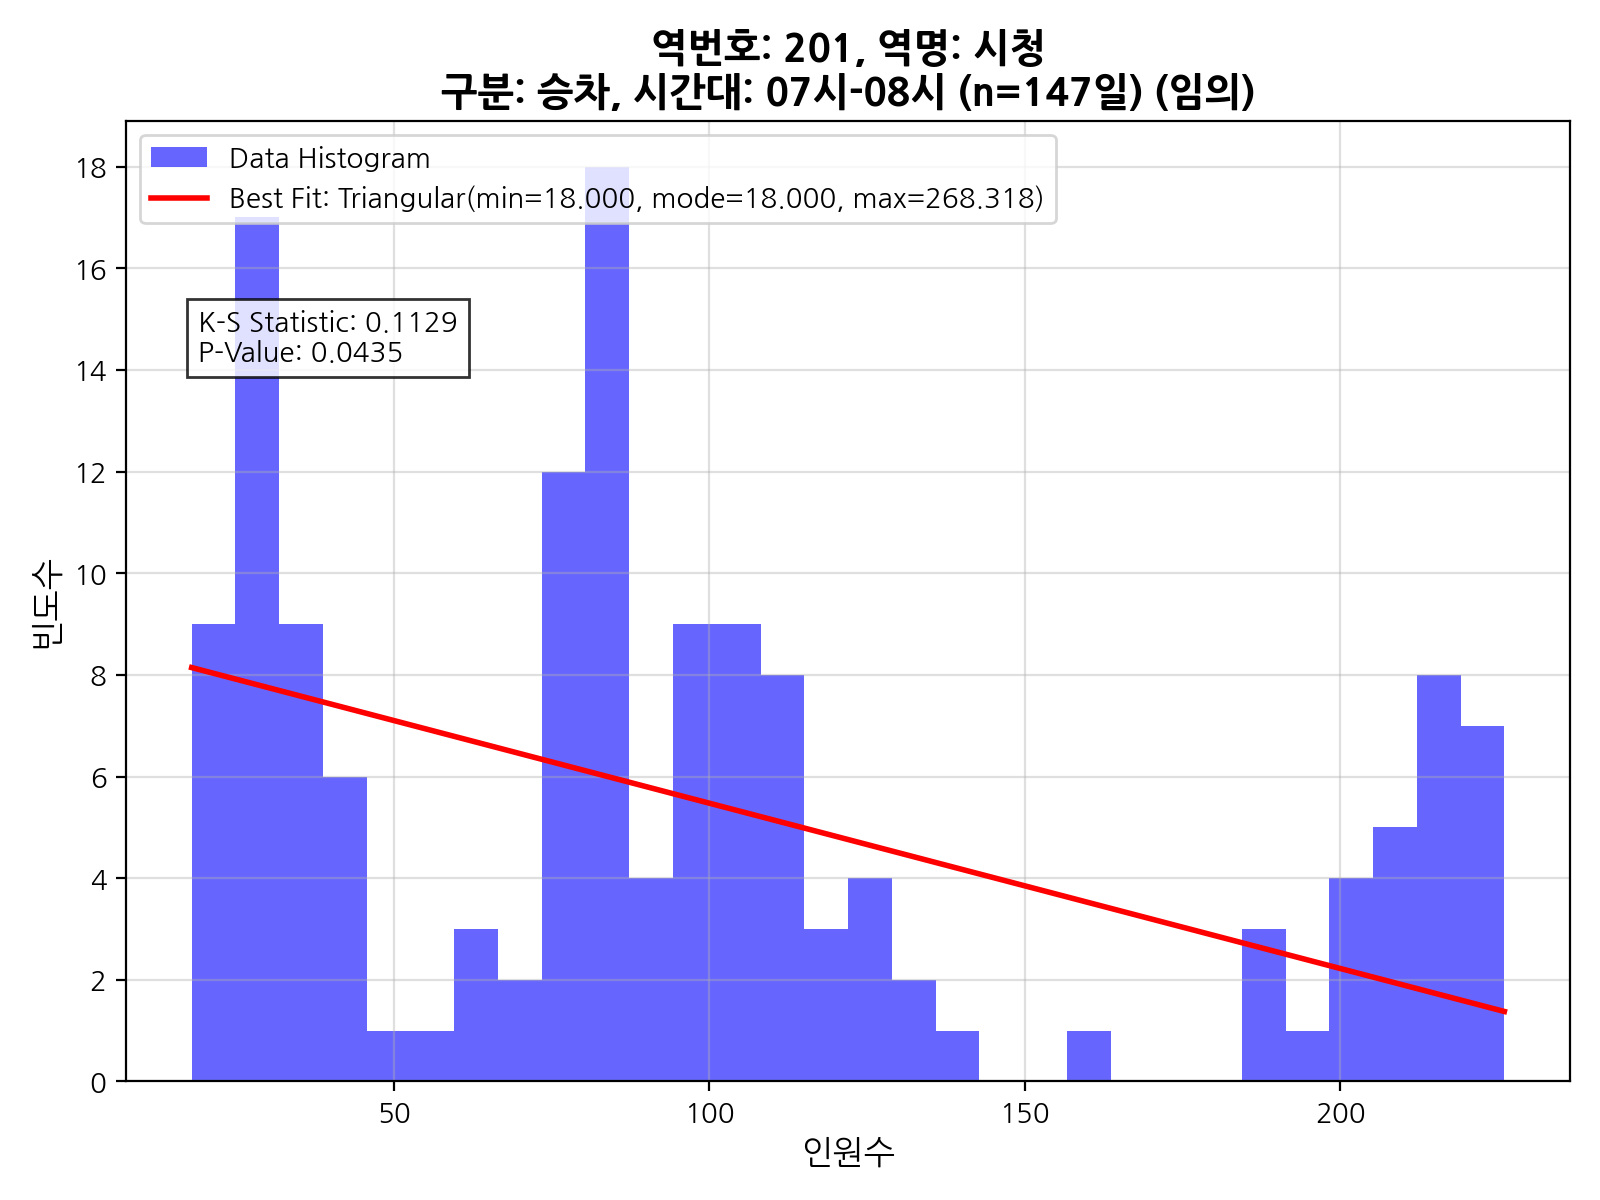 역번호: 201, 역명: 시청
구분: 승차, 시간대: 07시-08시 (n=147일) (임의)
Data Histogram
Best Fit: Triangular(min=18.000, mode=18.000, max=268.318)
K-S Statistic: 0.1129
P-Value: 0.0435
빈도수
18
16
14
12
10
8
6
4
2
0
50 100 150 200
인원수